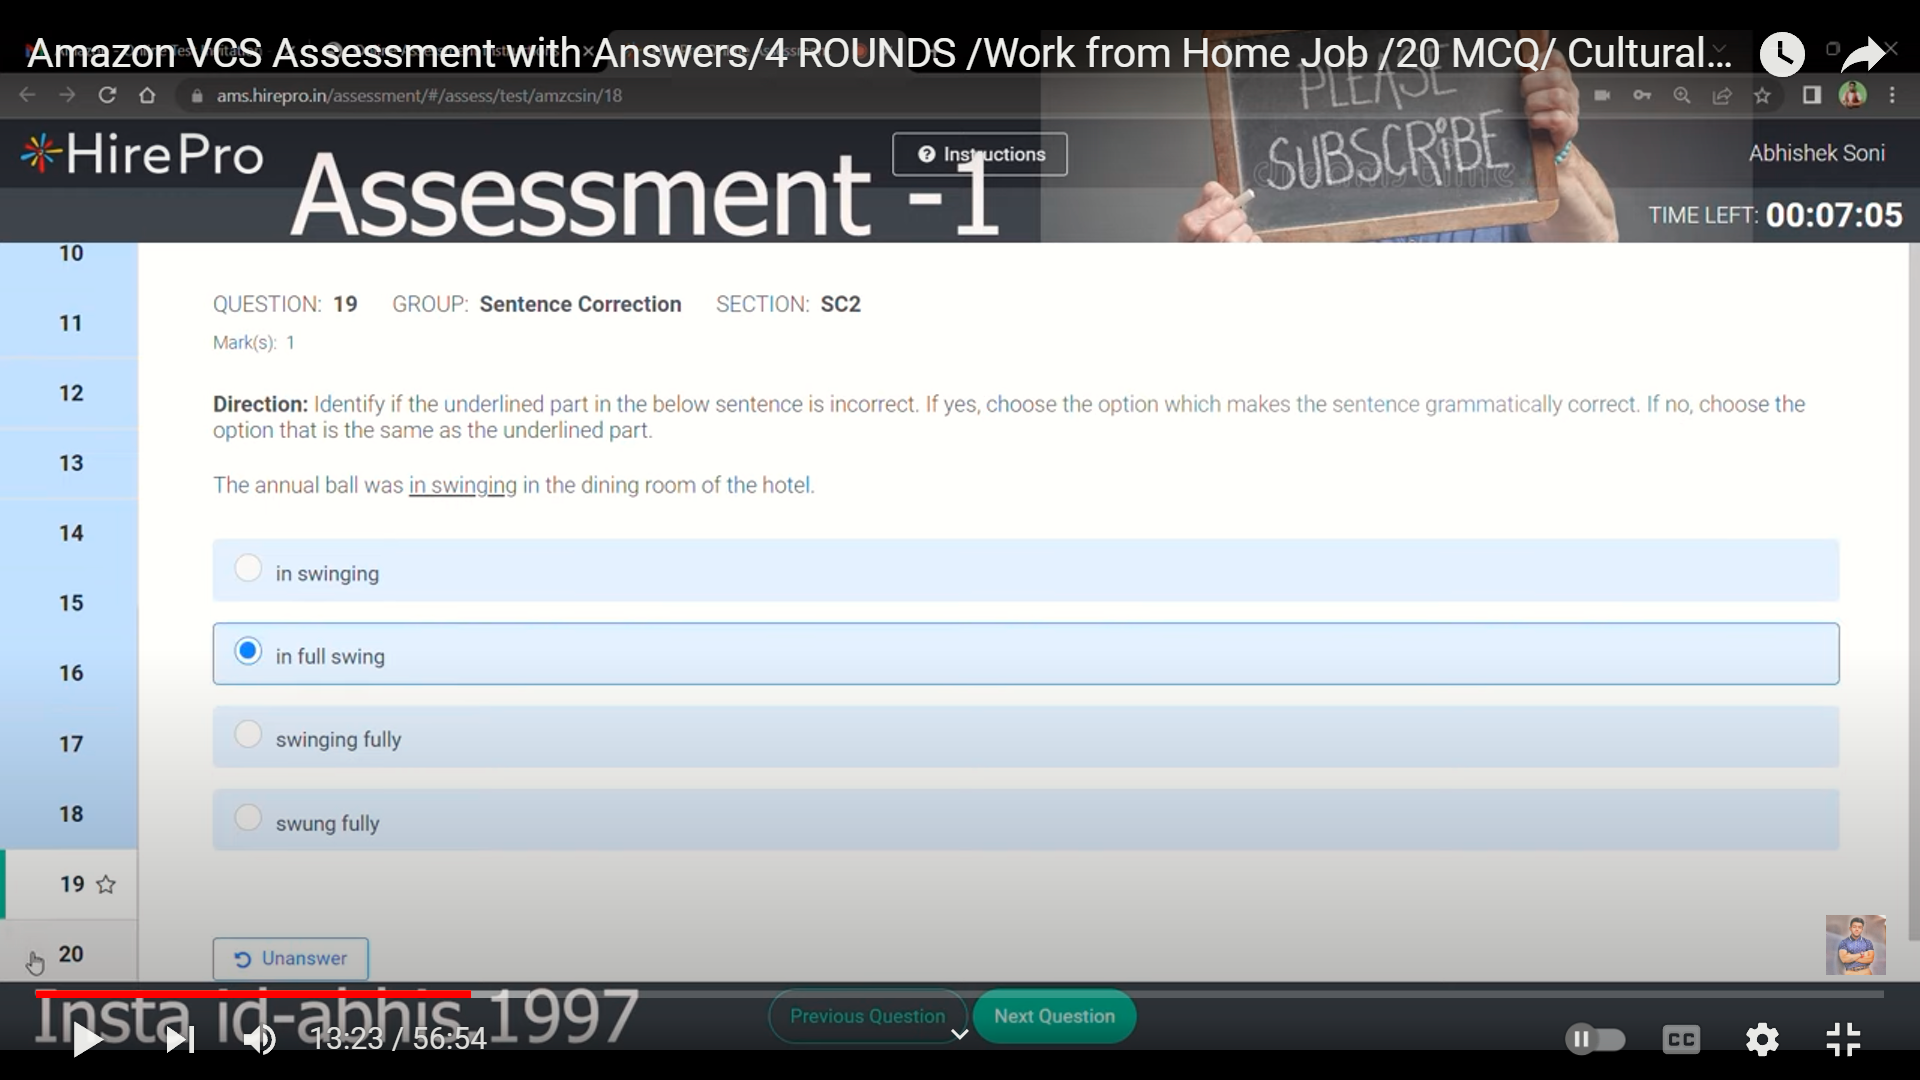 Amazon VCS Assessment with Answers/4 ROUNDS /Work from Home Job /20 MCQ/ Cultural...
ams.hirepro.in/assessment/#/assess/test/amzcsin/18
PLEASE
SUBSCRIBE
HirePro
Assessment -1
Instructions
Abhishek Soni
TIME LEFT: 00:07:05
10
11
12
13
14
15
16
17
18
19
20
QUESTION: 19 GROUP: Sentence Correction SECTION: SC2
Mark(s): 1
Direction: Identify if the underlined part in the below sentence is incorrect. If yes, choose the option which makes the sentence grammatically correct. If no, choose the
option that is the same as the underlined part.
The annual ball was in swinging in the dining room of the hotel.
in swinging
in full swing
swinging fully
swung fully
Unanswer
Insta id-abhis_1997
Previous Question
Next Question
13:23 / 56:54
CC